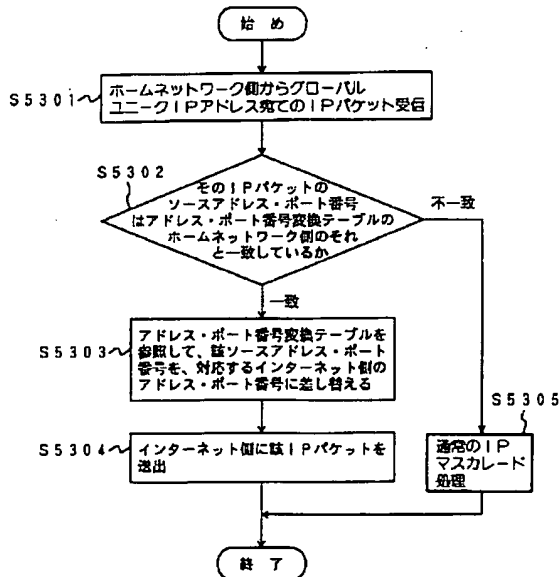 始め
S5301
ホームネットワーク側からグローバル
ユニークIPアドレス宛てのIPパケット受信
S5302
そのIPパケットの
ソースアドレス・ポート番号
はアドレス・ポート番号変換テーブルの
ホームネットワーク側のそれ
と一致しているか
不一致
一致
S5303
アドレス・ポート番号変換テーブルを
参照して、該ソースアドレス・ポート
番号を、対応するインターネット側の
アドレス・ポート番号に差し替える
S5304
インターネット側に該IPパケットを
送出
S5305
通常のIP
マスカレード
処理
終了